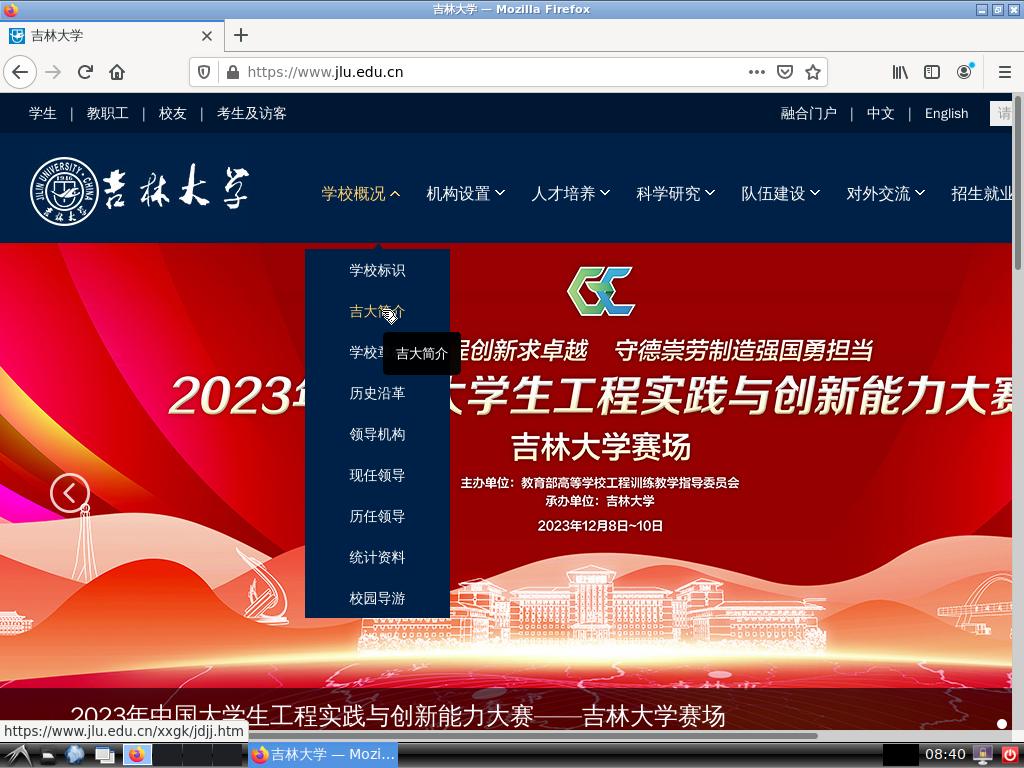 吉林大学 — Mozilla Firefox
吉林大学
https://www.jlu.edu.cn
学生 | 教职工 | 校友 | 考生及访客
融合门户 | 中文 | English
请
JILIN UNIVERSITY·CHINA
1946
吉林大学
学校概况 机构设置 人才培养 科学研究 队伍建设 对外交流 招生就业
学校标识
吉大简介
学校
吉大简介
历史沿革
领导机构
现任领导
历任领导
统计资料
校园导游
程创新求卓越 守德崇劳制造强国勇担当
2023年 大学生工程实践与创新能力大赛
吉林大学赛场
主办单位：教育部高等学校工程训练教学指导委员会
承办单位：吉林大学
2023年12月8日~10日
2023年中国大学生工程实践与创新能力大赛——吉林大学赛场
https://www.jlu.edu.cn/xxgk/jdjj.htm
吉林大学 — Mozi...
08:40